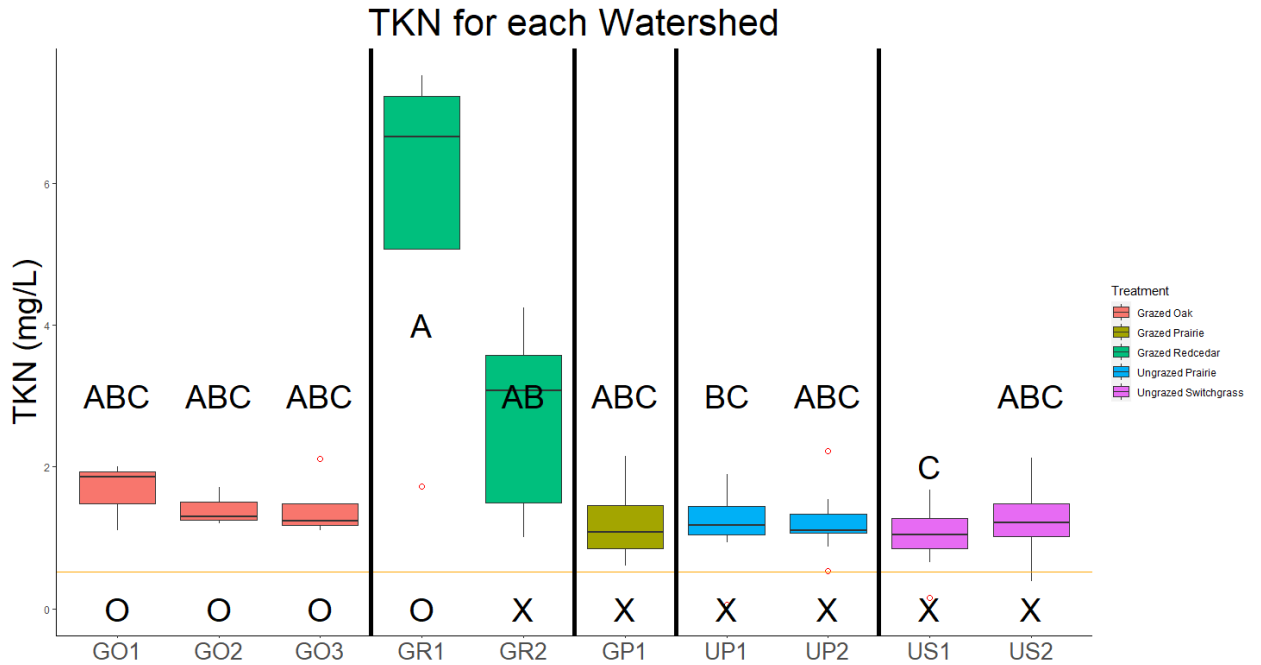 TKN for each Watershed
TKN (mg/L)
6
4
2
0
A
ABC ABC ABC AB ABC BC ABC ABC
C
O O O O X X X X X X
GO1 GO2 GO3 GR1 GR2 GP1 UP1 UP2 US1 US2
Treatment
Grazed Oak
Grazed Prairie
Grazed Redcedar
Ungrazed Prairie
Ungrazed Switchgrass